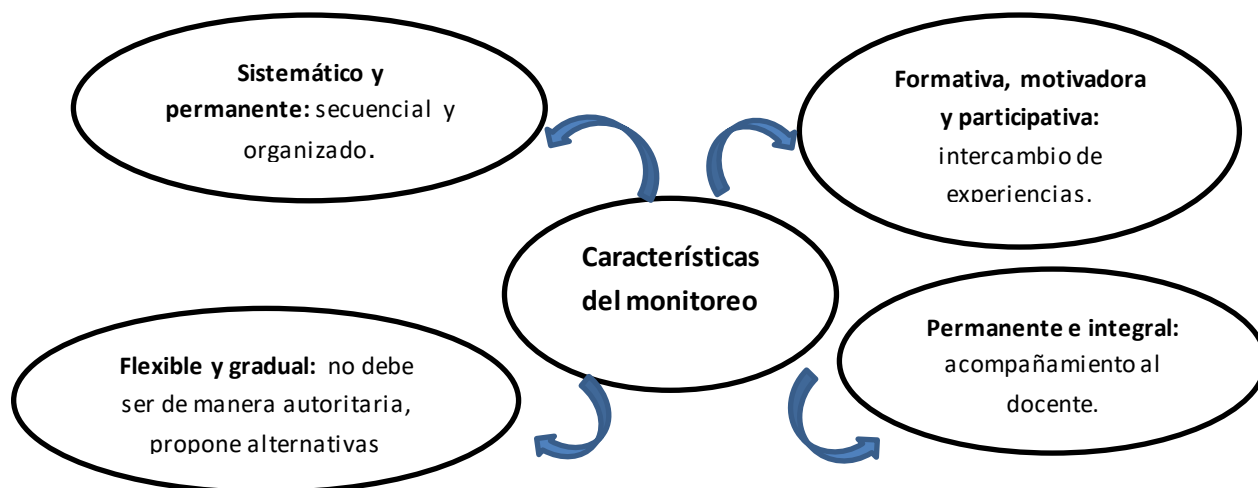 Sistemático y
permanente: secuencial y
organizado.
Formativa, motivadora
y participativa:
intercambio de
experiencias.
Características
del monitoreo
Flexible y gradual: no debe
ser de manera autoritaria,
propone alternativas
Permanente e integral:
acompañamiento al
docente.